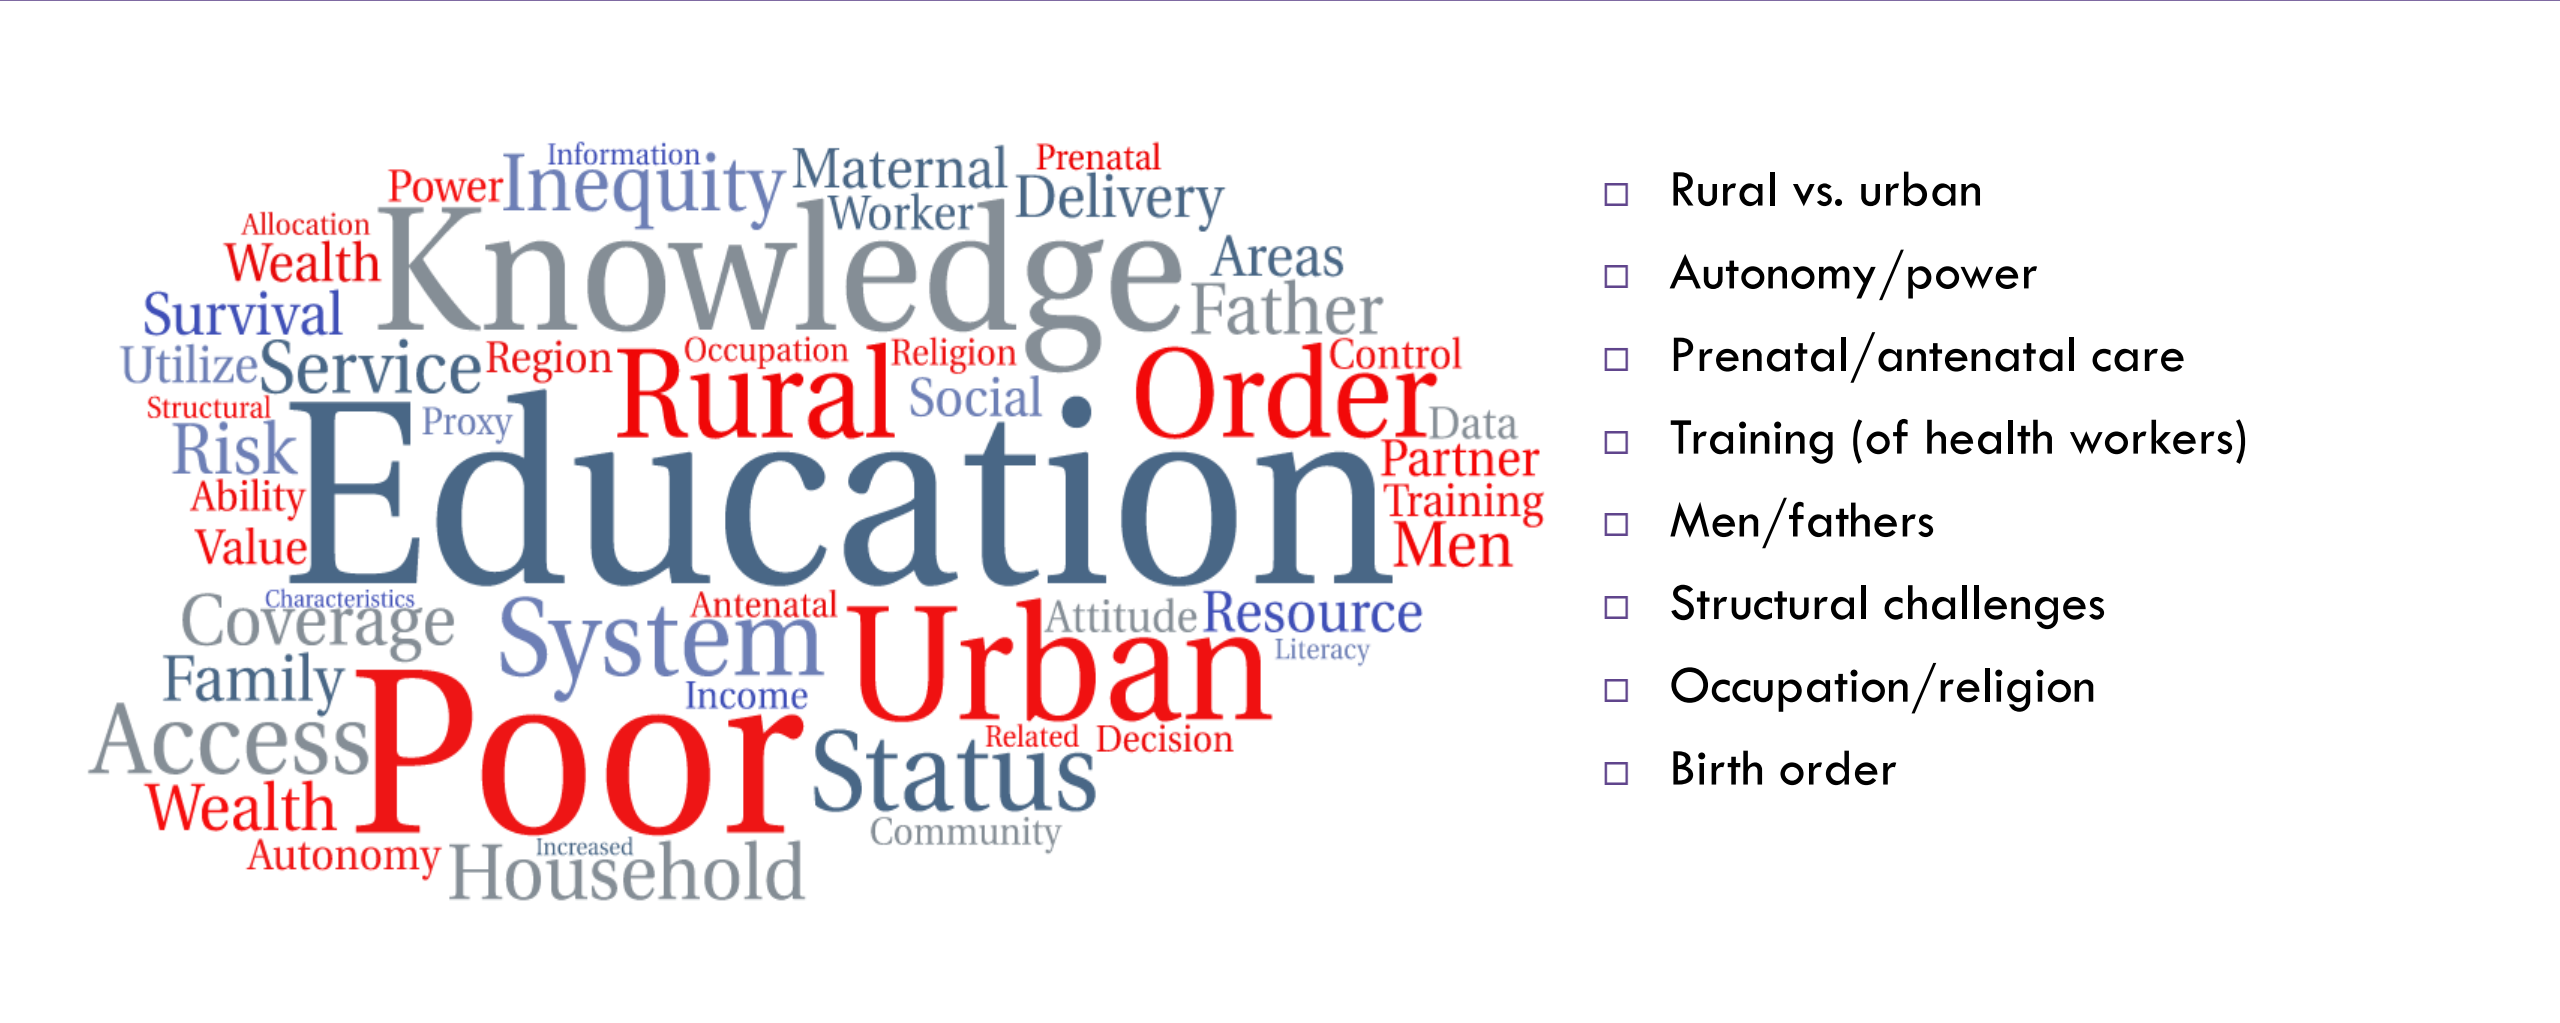 Information
Prenatal
Maternal
Power
Inequity
Delivery
Worker
Allocation
Knowledge
Wealth
Areas
Father
Survival
Utilize
Service
Region
Occupation
Religion
Control
Rural
Order
Social
Structural
Proxy
Data
Risk
Education
Partner
Ability
Training
Value
Men
Characteristics
Coverage
System
Antenatal
Urban
Attitude
Resource
Literacy
Family
Income
Access
Poor
Related
Decision
Status
Wealth
Community
Autonomy
Increased
Household
Rural vs. urban
Autonomy/power
Prenatal/antenatal care
Training (of health workers)
Men/fathers
Structural challenges
Occupation/religion
Birth order